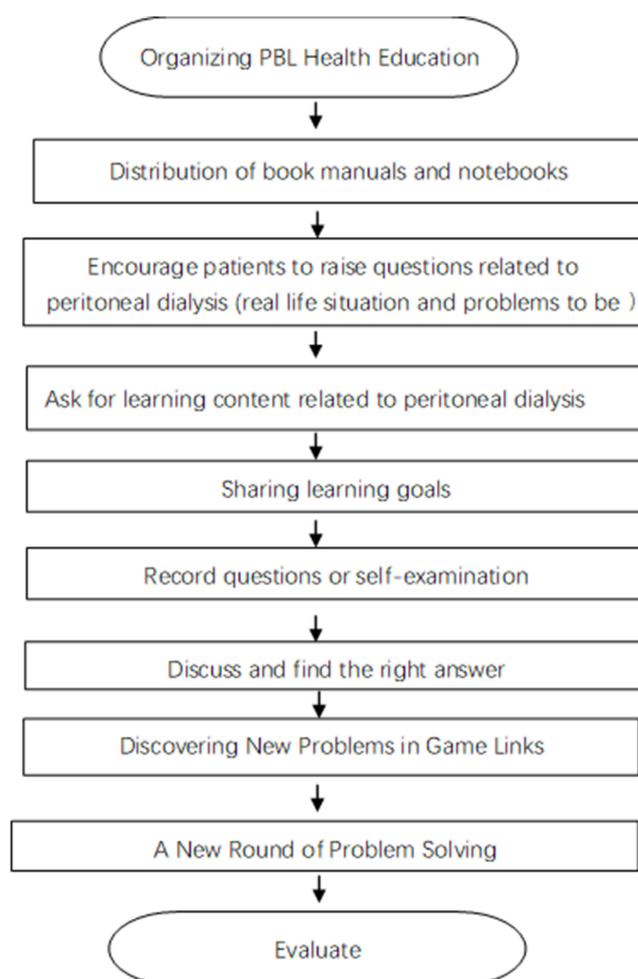 Organizing PBL Health Education
Distribution of book manuals and notebooks
Encourage patients to raise questions related to
peritoneal dialysis (real life situation and problems to be )
Ask for learning content related to peritoneal dialysis
Sharing learning goals
Record questions or self-examination
Discuss and find the right answer
Discovering New Problems in Game Links
A New Round of Problem Solving
Evaluate